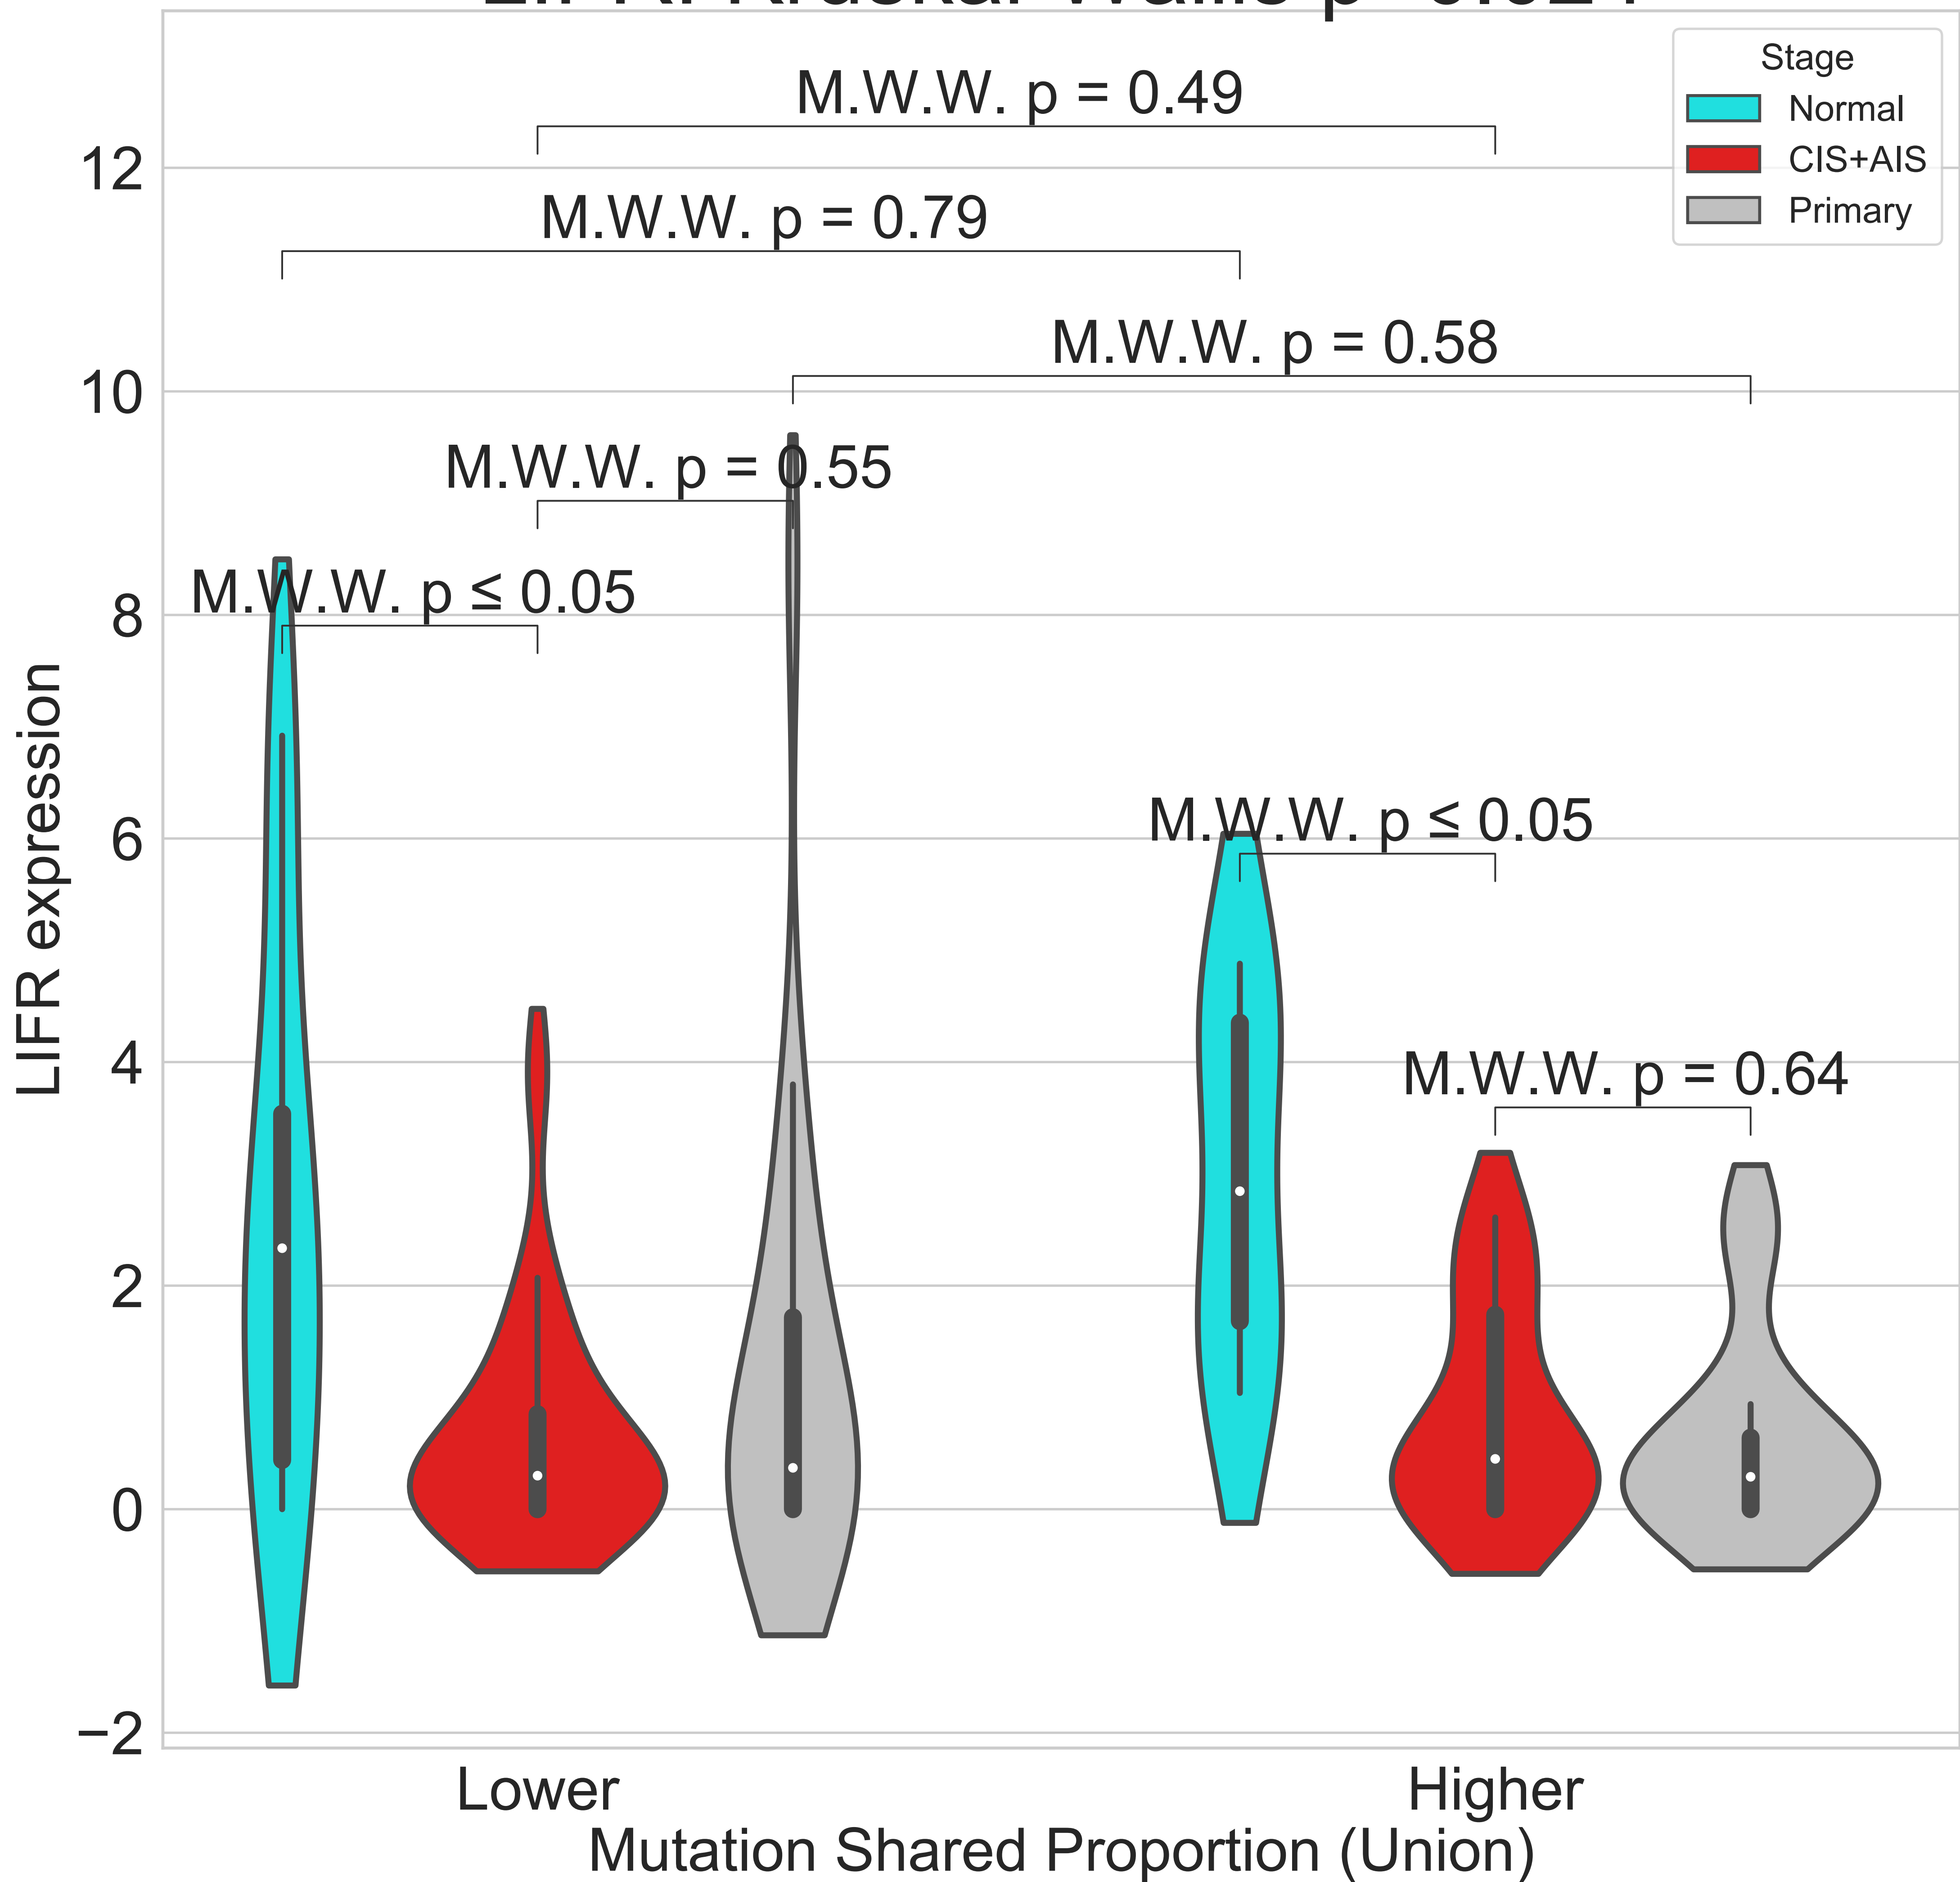 Stage
Normal
CIS+AIS
Primary
M.W.W. p = 0.49
M.W.W. p = 0.79
M.W.W. p = 0.58
M.W.W. p = 0.55
M.W.W. p ≤ 0.05
M.W.W. p ≤ 0.05
M.W.W. p = 0.64
12
10
8
6
4
2
0
−2
LIFR expression
Lower
Higher
Mutation Shared Proportion (Union)